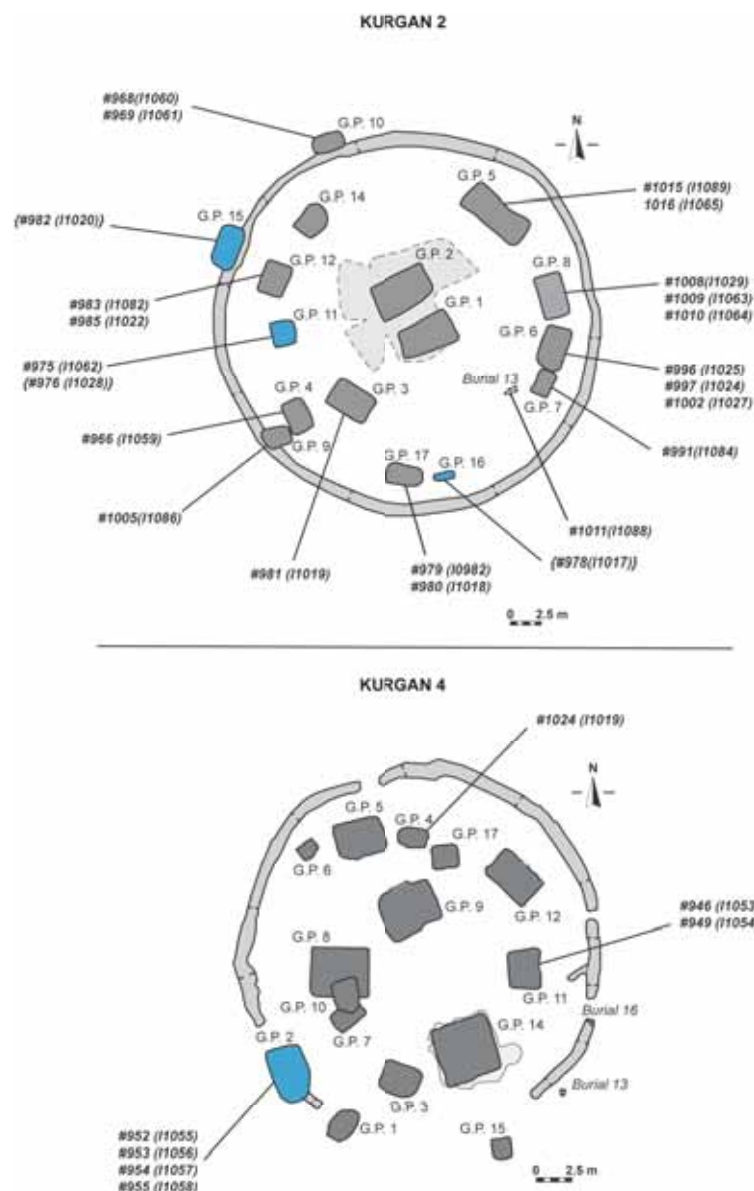 KURGAN 2
#968(I1060)
#969 (I1061)
G.P. 10
N
G.P. 5
#1015 (I1089)
1016 (I1065)
G.P. 14
{#982 (I1020)}
G.P. 15
G.P. 2
G.P. 8
G.P. 12
#1008(I1029)
#1009 (I1063)
#1010 (I1064)
#983 (I1082)
#985 (I1022)
G.P. 1
G.P. 11
G.P. 6
#975 (I1062)
{#976 (I1028)}
#996 (I1025)
#997 (I1024)
#1002 (I1027)
Burial 13
G.P. 4
G.P. 3
G.P. 7
#966 (I1059)
G.P. 9
#991(I1084)
G.P. 17
G.P. 16
#1005(I1086)
#1011(I1088)
#981 (I1019)
#979 (I0982)
#980 (I1018)
{#978(I1017)}
0 2.5 m
KURGAN 4
#1024 (I1019)
N
G.P. 5
G.P. 4
G.P. 17
G.P. 6
G.P. 9
G.P. 12
#946 (I1053
#949 (I1054
G.P. 8
G.P. 10
G.P. 11
Burial 16
G.P. 2
G.P. 7
G.P. 14
Burial 13
G.P. 3
G.P. 1
G.P. 15
#952 (I1055)
#953 (I1056)
#954 (I1057)
#955 (I1058)
0 2.5 m